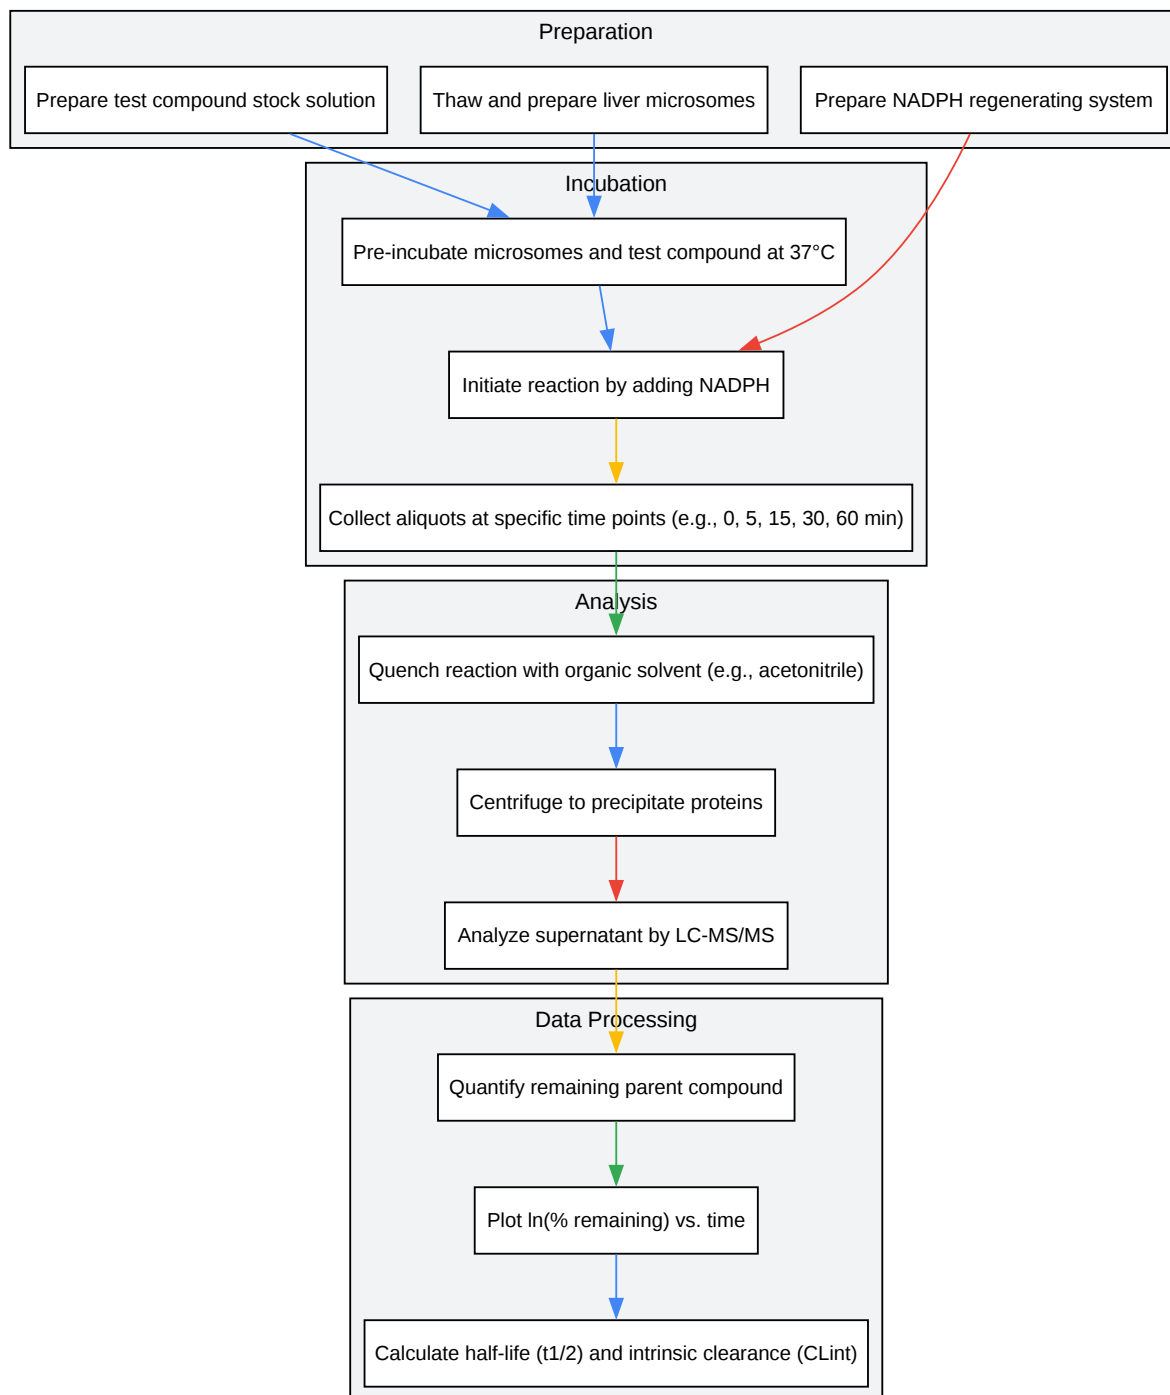 Preparation
Prepare test compound stock solution
Thaw and prepare liver microsomes
Prepare NADPH regenerating system
Incubation
Pre-incubate microsomes and test compound at 37°C
Initiate reaction by adding NADPH
Collect aliquots at specific time points (e.g., 0, 5, 15, 30, 60 min)
Analysis
Quench reaction with organic solvent (e.g., acetonitrile)
Centrifuge to precipitate proteins
Analyze supernatant by LC-MS/MS
Data Processing
Quantify remaining parent compound
Plot ln(% remaining) vs. time
Calculate half-life (t1/2) and intrinsic clearance (CLint)